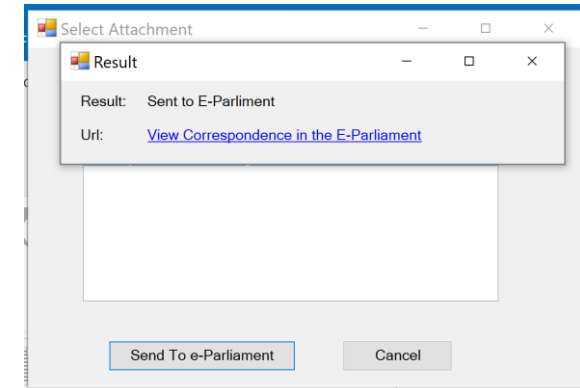 Select Attachment
Result
Result: Sent to E-Parliment
Url: View Correspondence in the E-Parliament
Send To e-Parliament Cancel